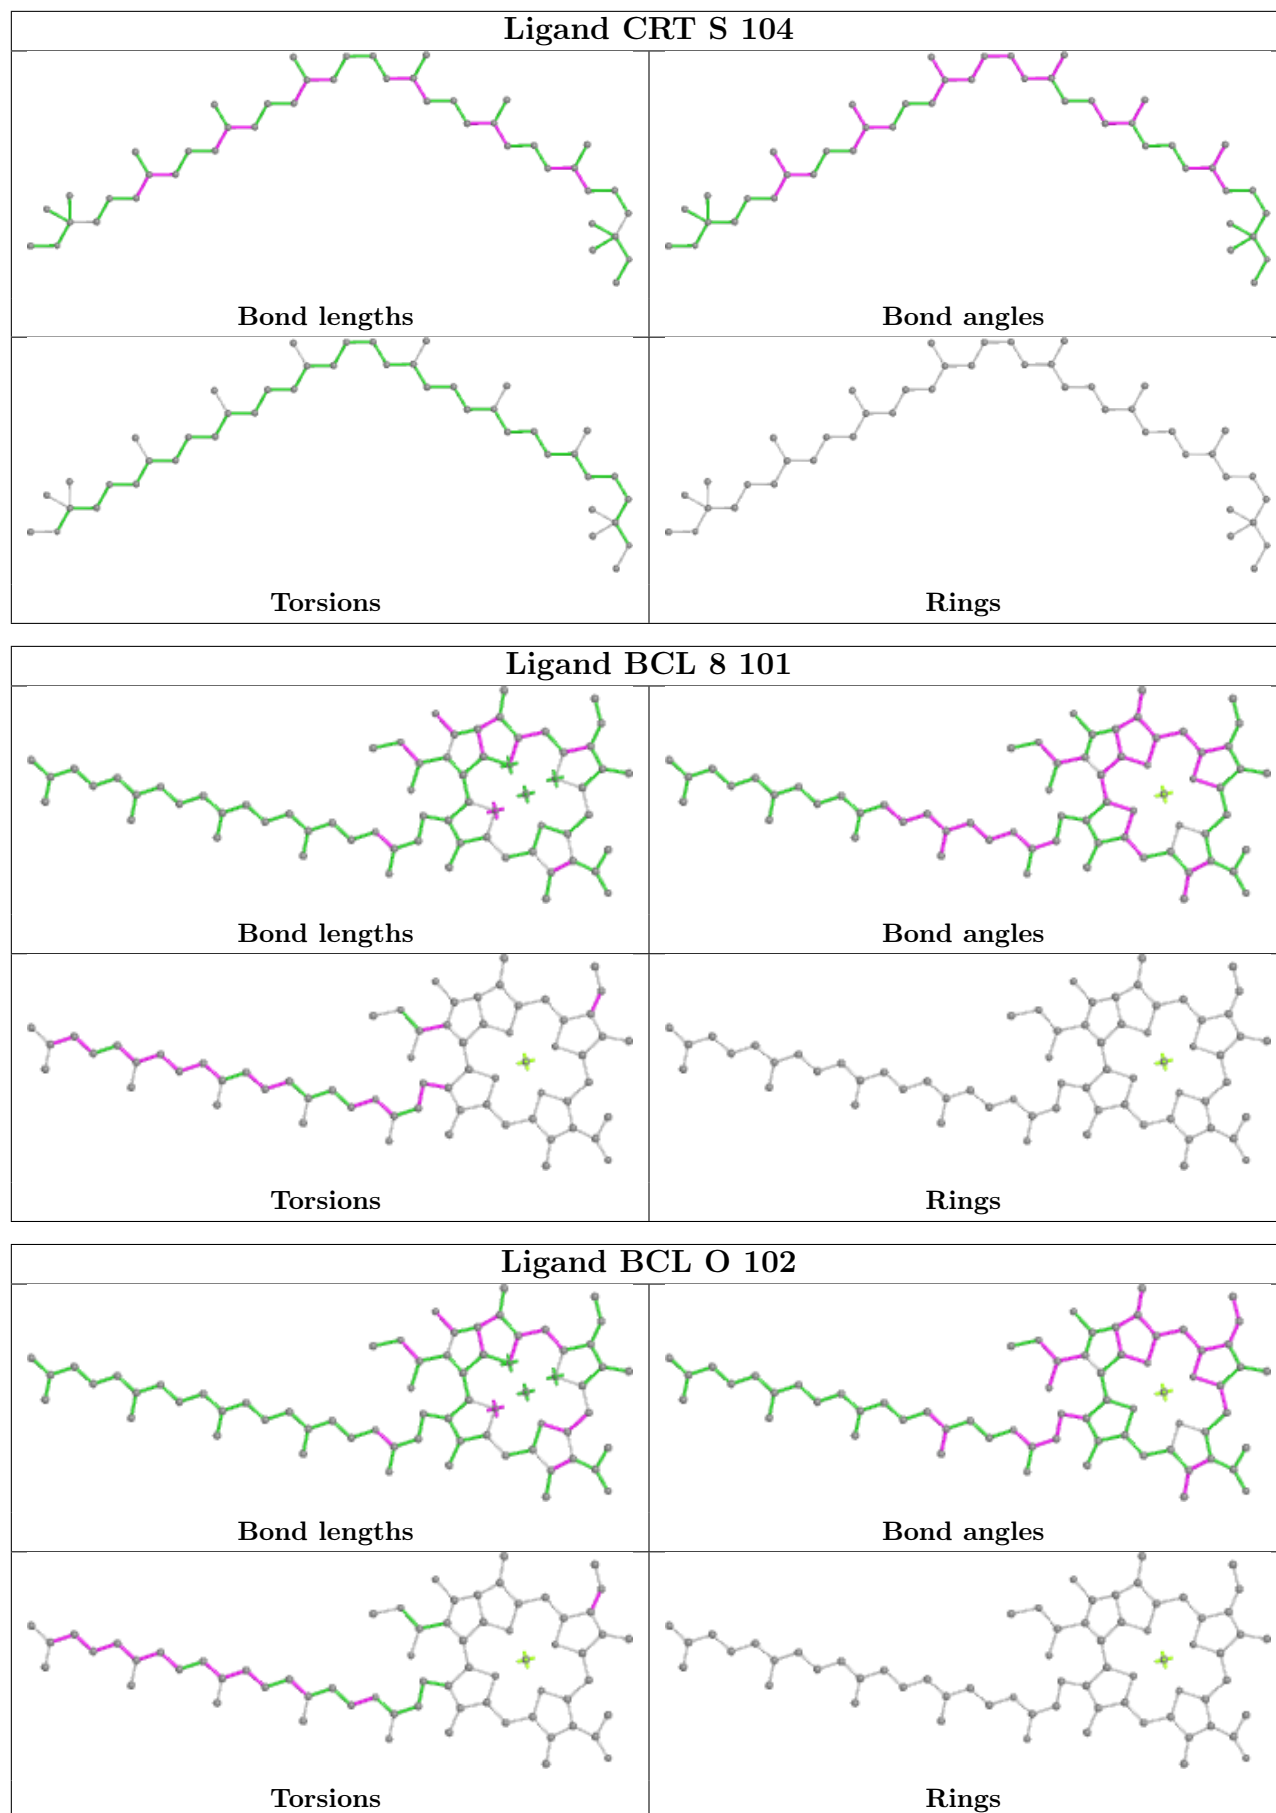 Ligand CRT S 104
Bond lengths
Bond angles
Torsions
Rings
Ligand BCL 8 101
Bond lengths
Bond angles
Torsions
Rings
Ligand BCL O 102
Bond lengths
Bond angles
Torsions
Rings